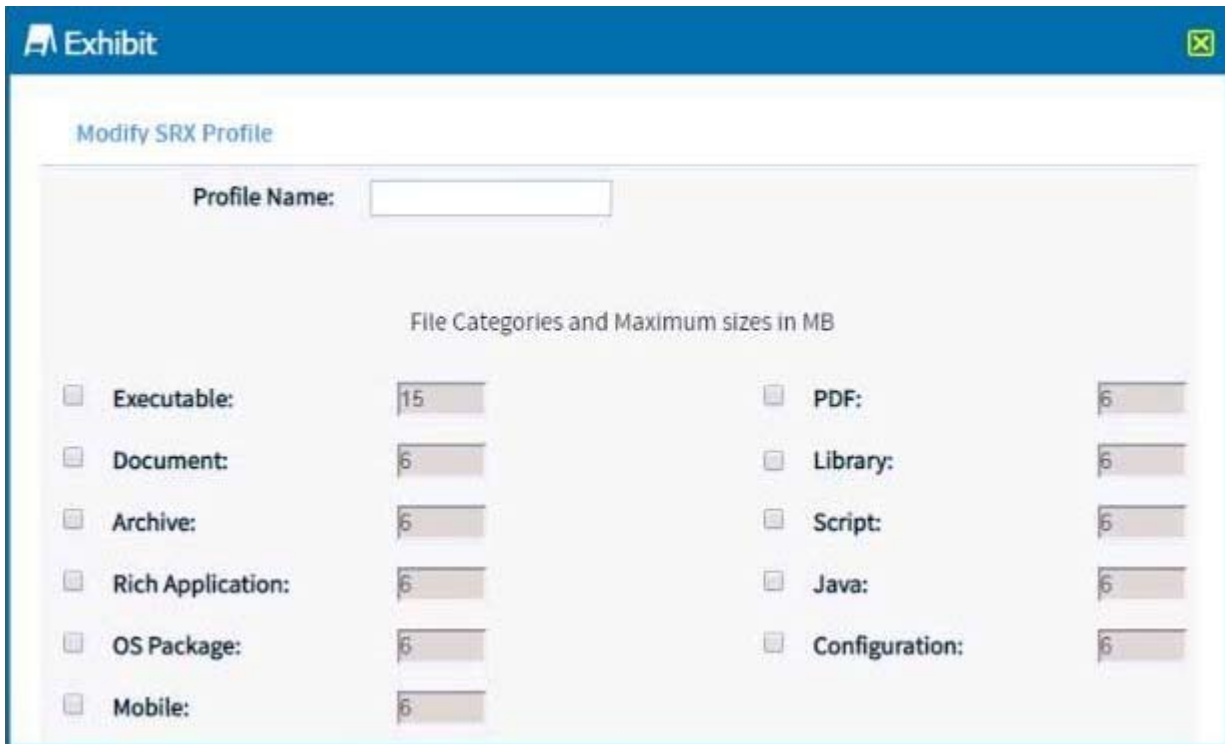 Exhibit
Modify SRX Profile
Profile Name:
File Categories and Maximum sizes in MB
Executable: 15 PDF: 6
Document: 6 Library: 6
Archive: 6 Script: 6
Rich Application: 6 Java: 6
OS Package: 6 Configuration: 6
Mobile: 6